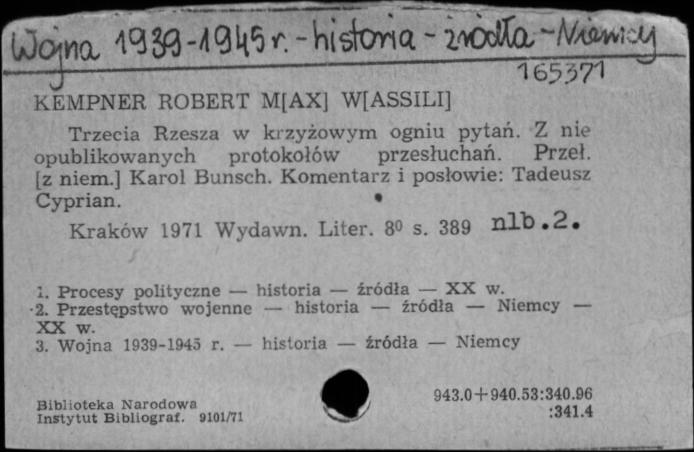 Wojna 1939-1945 r. - historia - źródła - Niemcy
165371
KEMPNER ROBERT M[AX] W[ASSILI]
Trzecia Rzesza w krzyżowym ogniu pytań. Z nie
opublikowanych protokołów przesłuchań. Przeł.
[z niem.] Karol Bunsch. Komentarz i posłowie: Tadeusz
Cyprian.
Kraków 1971 Wydawn. Liter. 8⁰ s. 389 nlb.2.
1. Procesy polityczne — historia — źródła — XX w.
2. Przestępstwo wojenne — historia — źródła — Niemcy —
XX w.
3. Wojna 1939-1945 r. — historia — źródła — Niemcy
Biblioteka Narodowa
Instytut Bibliograf. 9101/71
943.0+940.53:340.96
:341.4